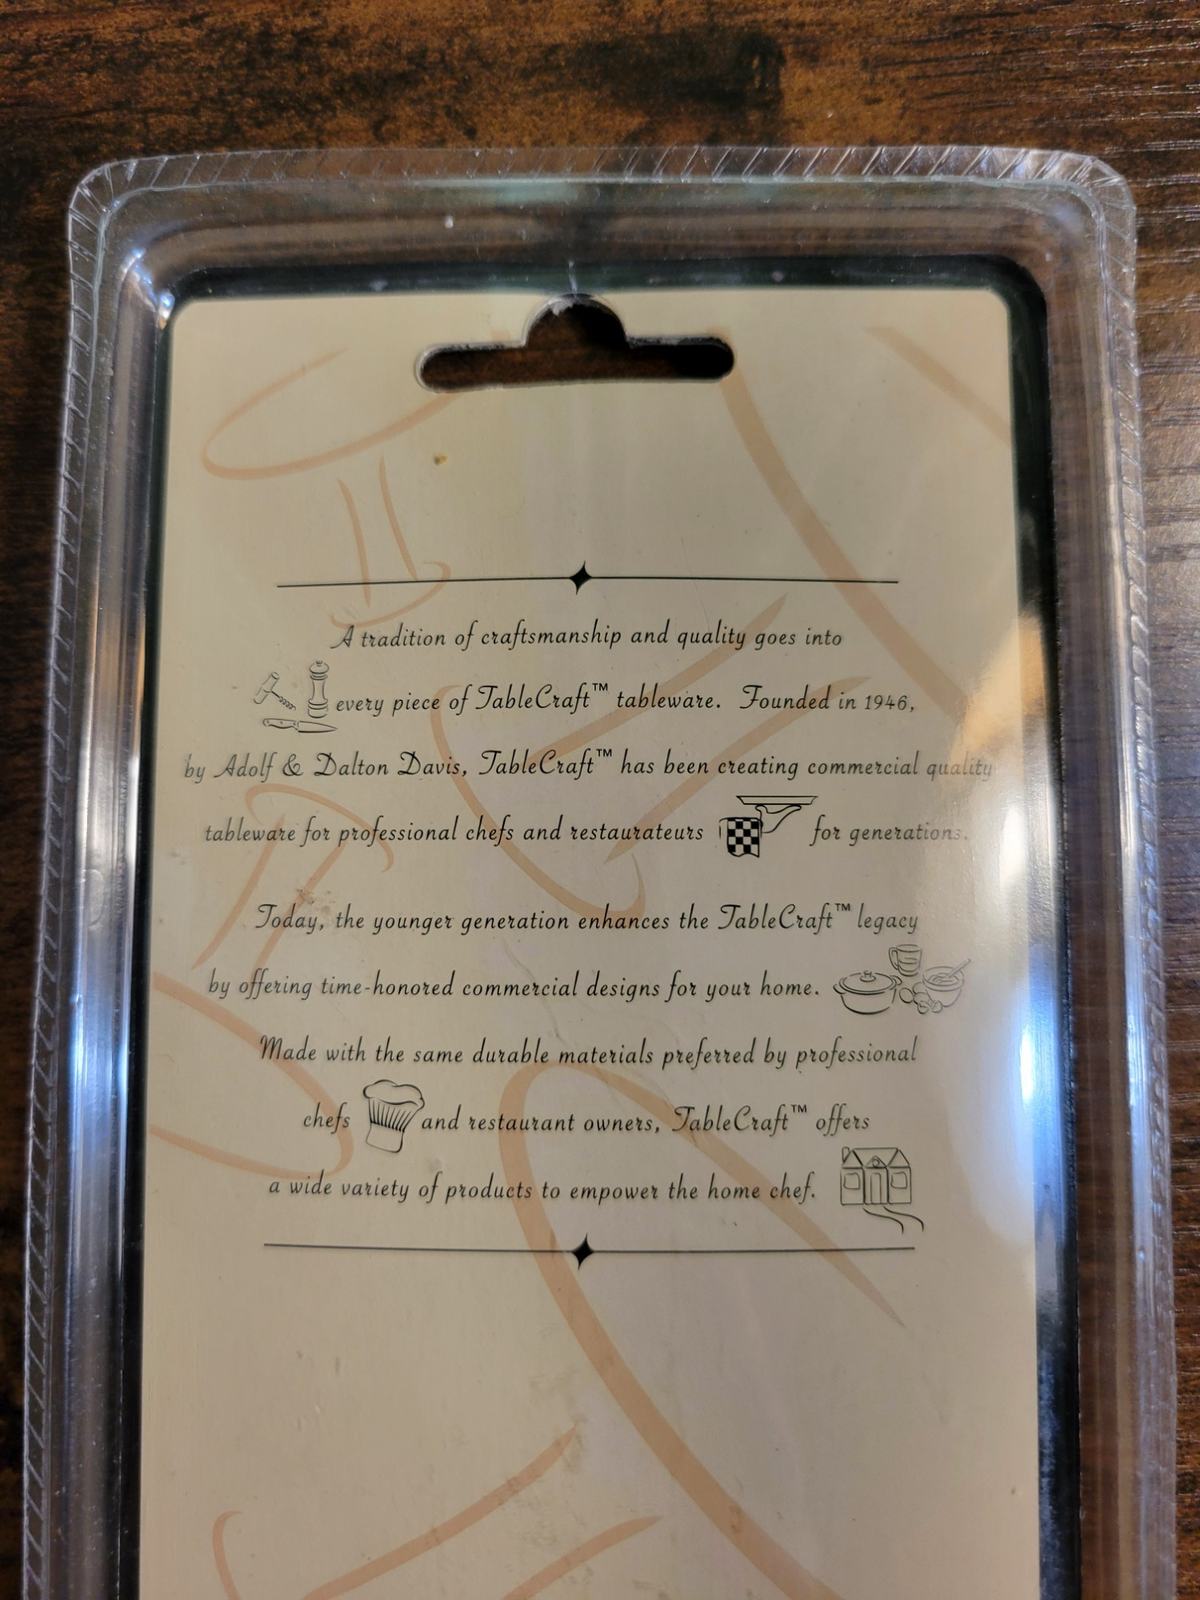 A tradition of craftsmanship and quality goes into
every piece of TableCraft™ tableware. Founded in 1946,
by Adolf & Dalton Davis, TableCraft™ has been creating commercial quality
tableware for professional chefs and restaurateurs for generations.
Today, the younger generation enhances the TableCraft™ legacy
by offering time-honored commercial designs for your home.
Made with the same durable materials preferred by professional
chefs and restaurant owners, TableCraft™ offers
a wide variety of products to empower the home chef.